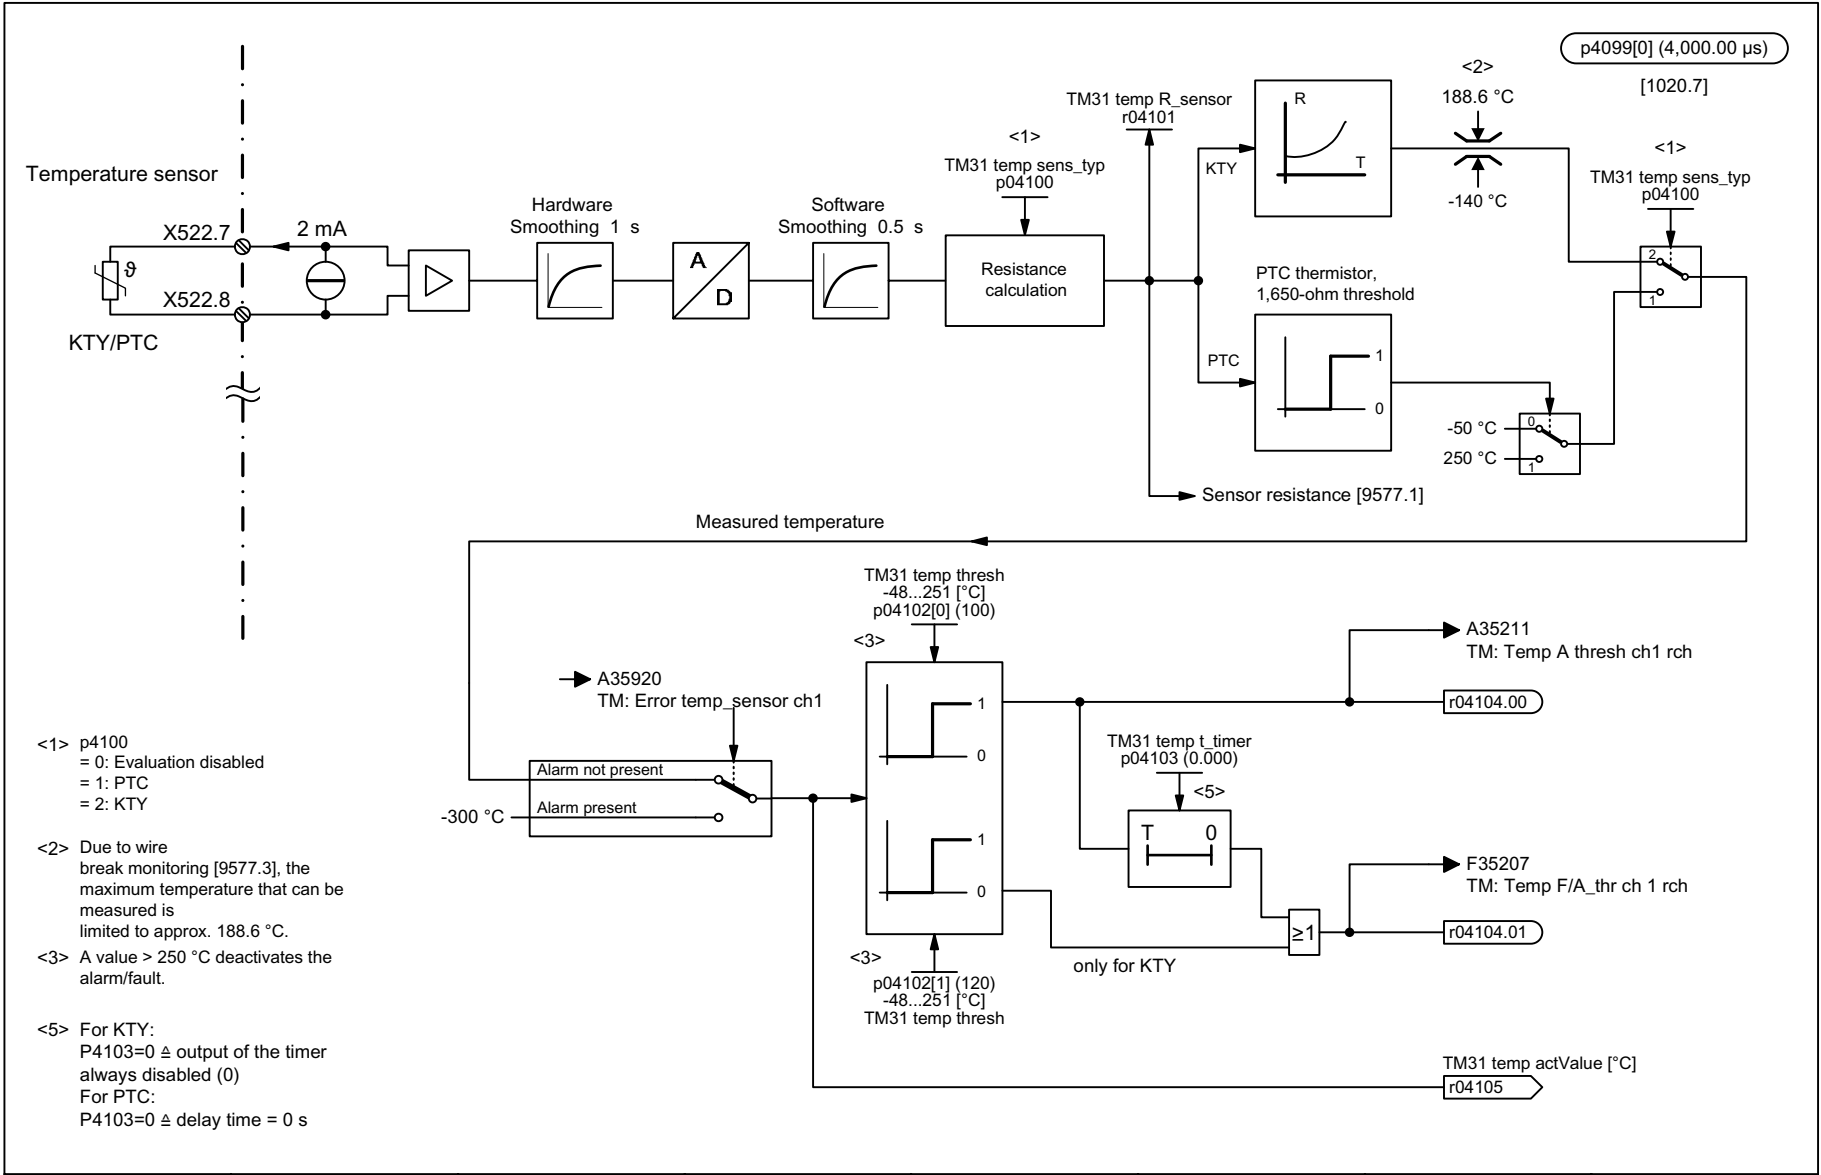 p4099[0] (4,000.00 µs)
[1020.7]
<2>
188.6 °C
-140 °C
TM31 temp R_sensor
r04101
R
T
KTY
<1>
TM31 temp sens_typ
p04100
<1>
TM31 temp sens_typ
p04100
2
1
Temperature sensor
X522.7
2 mA
ϑ
X522.8
KTY/PTC
Hardware
Smoothing 1 s
A
D
Software
Smoothing 0.5 s
Resistance
calculation
PTC thermistor,
1,650-ohm threshold
PTC
1
0
-50 °C
250 °C
0
1
Sensor resistance [9577.1]
Measured temperature
TM31 temp thresh
-48...251 [°C]
p04102[0] (100)
<3>
A35920
TM: Error temp_sensor ch1
Alarm not present
Alarm present
-300 °C
1
0
1
0
<3>
p04102[1] (120)
-48...251 [°C]
TM31 temp thresh
A35211
TM: Temp A thresh ch1 rch
r04104.00
TM31 temp t_timer
p04103 (0.000)
<5>
T 0
≥1
only for KTY
F35207
TM: Temp F/A_thr ch 1 rch
r04104.01
TM31 temp actValue [°C]
r04105
<1> p4100
= 0: Evaluation disabled
= 1: PTC
= 2: KTY
<2> Due to wire
break monitoring [9577.3], the
maximum temperature that can be
measured is
limited to approx. 188.6 °C.
<3> A value > 250 °C deactivates the
alarm/fault.
<5> For KTY:
P4103=0 ≙ output of the timer
always disabled (0)
For PTC:
P4103=0 ≙ delay time = 0 s